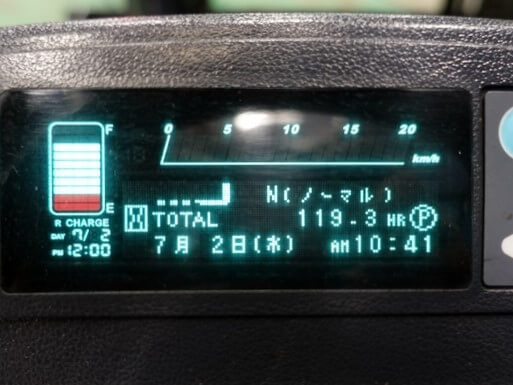 0 5 10 15 20
km/h
F
E
R CHARGE
DAY 7/ 2
PM 12:00
N(ノーマル)
TOTAL 119.3 HR P
7月 2日(水) AM10:41